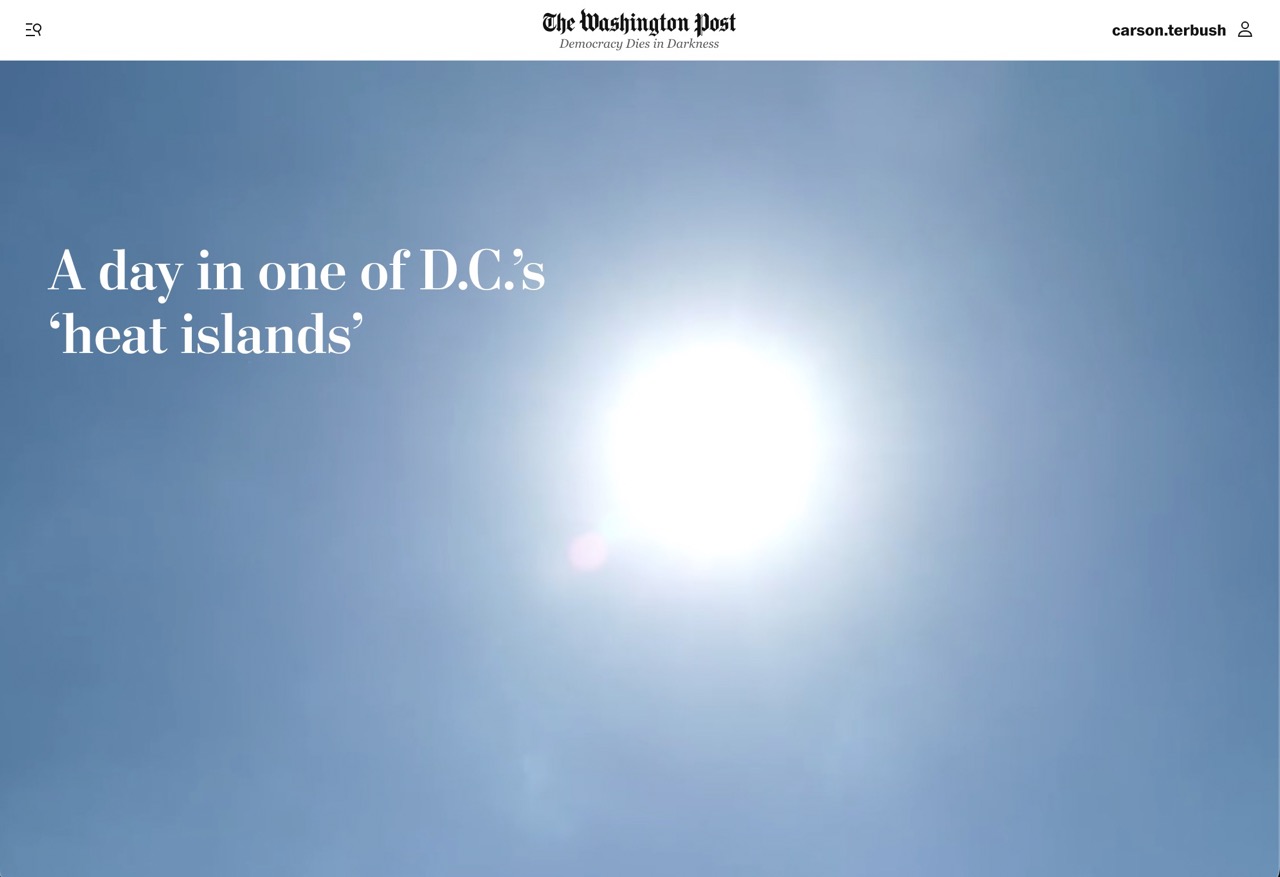 The Washington Post
Democracy Dies in Darkness
carson.terbush
A day in one of D.C.’s
‘heat islands’